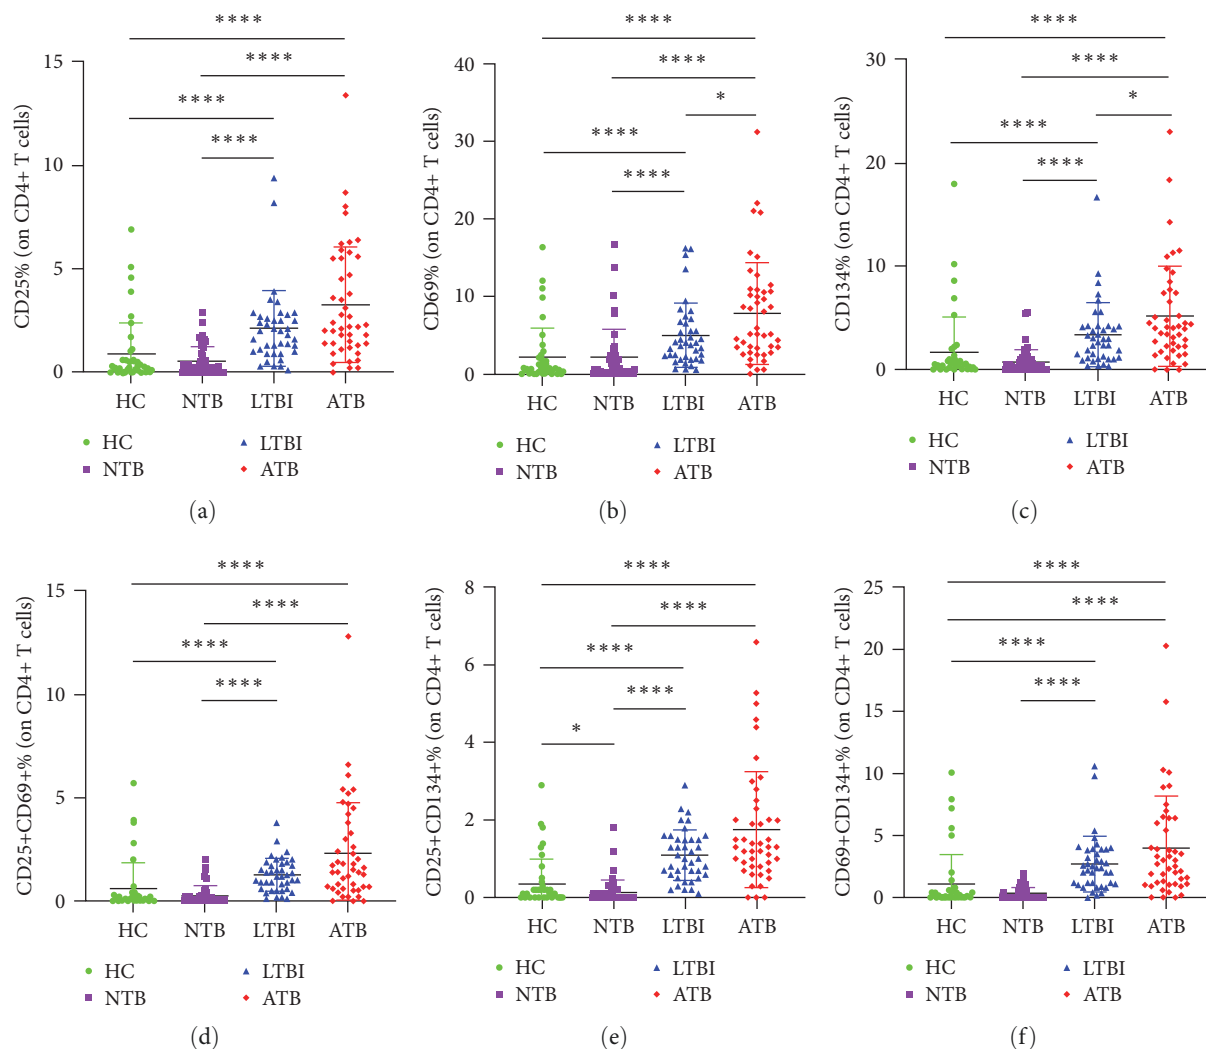 ****
****
****
****
CD25% (on CD4+ T cells)
15
10
5
0
HC NTB LTBI ATB
HC LTBI
NTB ATB
(a)
****
****
*
****
****
CD69% (on CD4+ T cells)
40
30
20
10
0
HC NTB LTBI ATB
HC LTBI
NTB ATB
(b)
****
****
*
****
****
CD134% (on CD4+ T cells)
30
20
10
0
HC NTB LTBI ATB
HC LTBI
NTB ATB
(c)
****
****
****
****
CD25+CD69+% (on CD4+ T cells)
15
10
5
0
HC NTB LTBI ATB
HC LTBI
NTB ATB
(d)
****
****
****
****
*
CD25+CD134+% (on CD4+ T cells)
8
6
4
2
0
HC NTB LTBI ATB
HC LTBI
NTB ATB
(e)
****
****
****
****
CD69+CD134+% (on CD4+ T cells)
25
20
15
10
5
0
HC NTB LTBI ATB
HC LTBI
NTB ATB
(f)